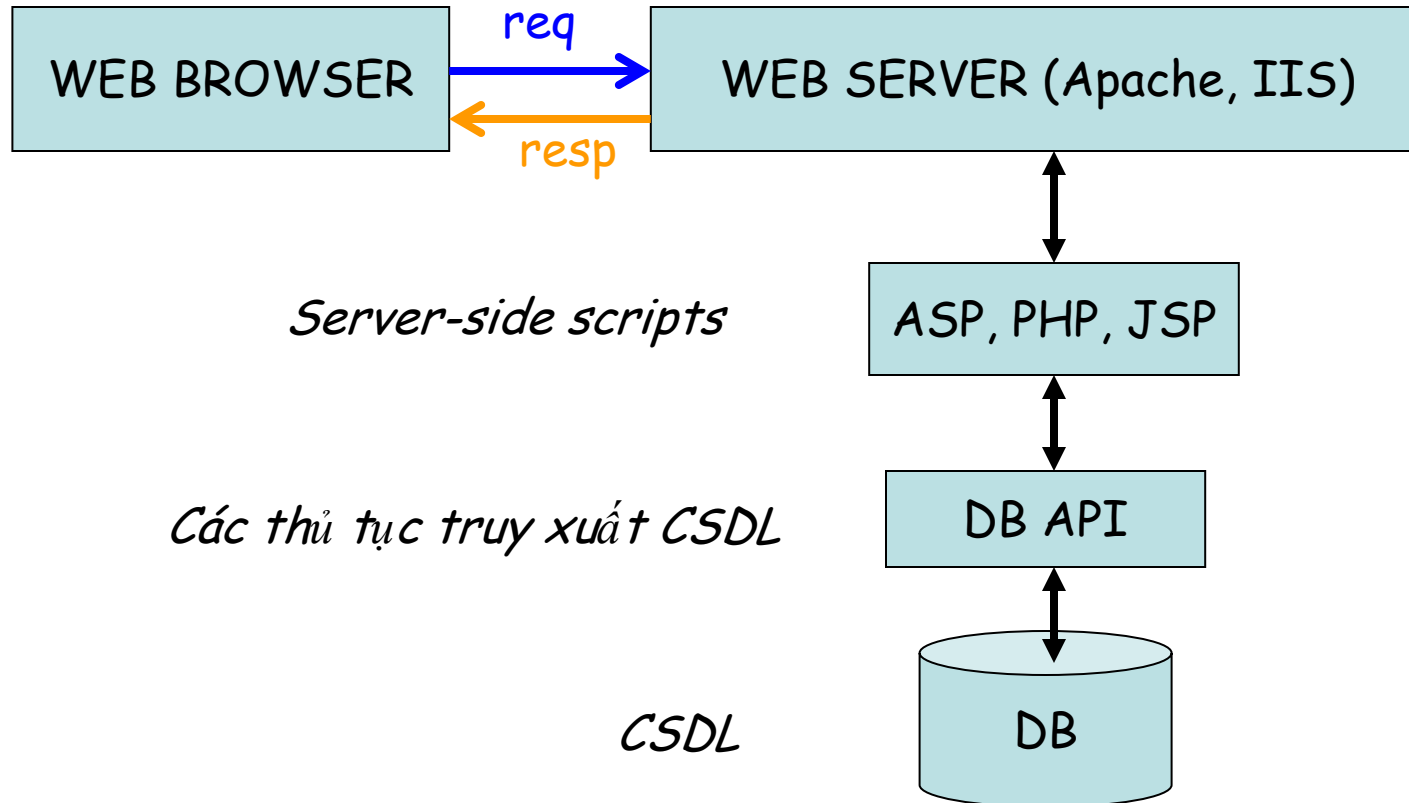 req
WEB BROWSER
WEB SERVER (Apache, IIS)
resp
Server-side scripts
ASP, PHP, JSP
Các thủ tục truy xuất CSDL
DB API
CSDL
DB